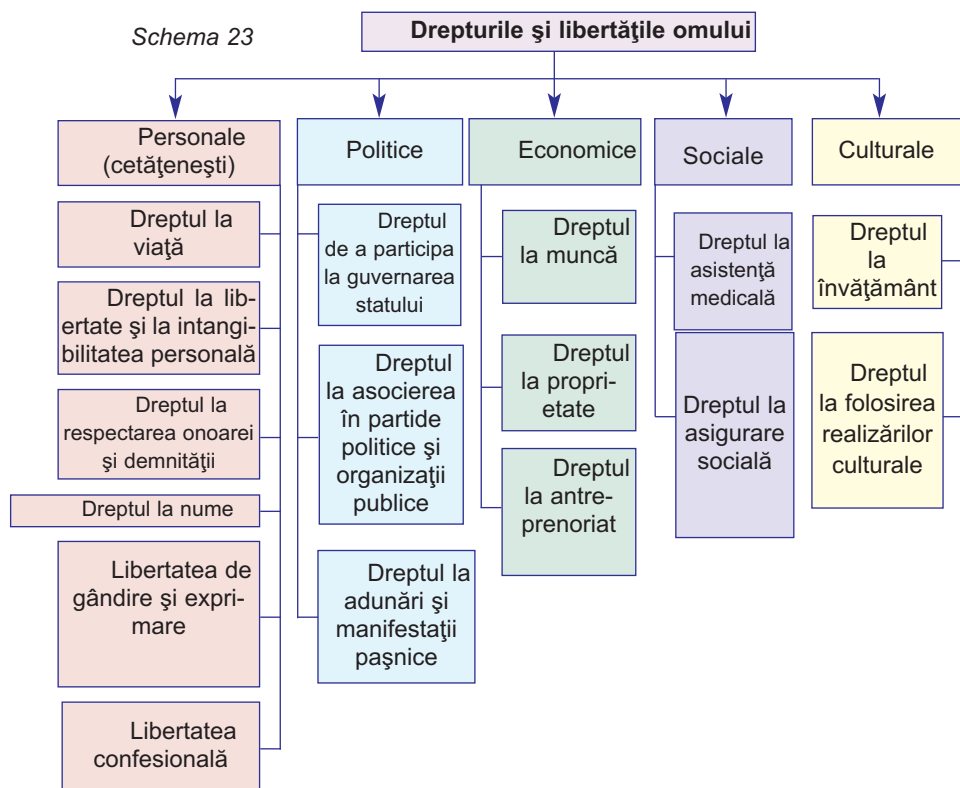 Schema 23
Drepturile şi libertăţile omului
Personale
(cetăţeneşti)
Dreptul la
viaţă
Dreptul la lib-
ertate şi la intangi-
bilitatea personală
Dreptul la
respectarea onoarei
şi demnităţii
Dreptul la nume
Libertatea de
gândire şi expri-
mare
Libertatea
confesională
Politice
Dreptul
de a participa
la guvernarea
statului
Dreptul
la asocierea
în partide
politice şi
organizaţii
publice
Dreptul la
adunări şi
manifestaţii
paşnice
Economice
Dreptul
la muncă
Dreptul
la propri-
etate
Dreptul
la antre-
prenoriat
Sociale
Dreptul la
asistenţă
medicală
Dreptul la
asigurare
socială
Culturale
Dreptul
la
învăţământ
Dreptul
la folosirea
realizărilor
culturale